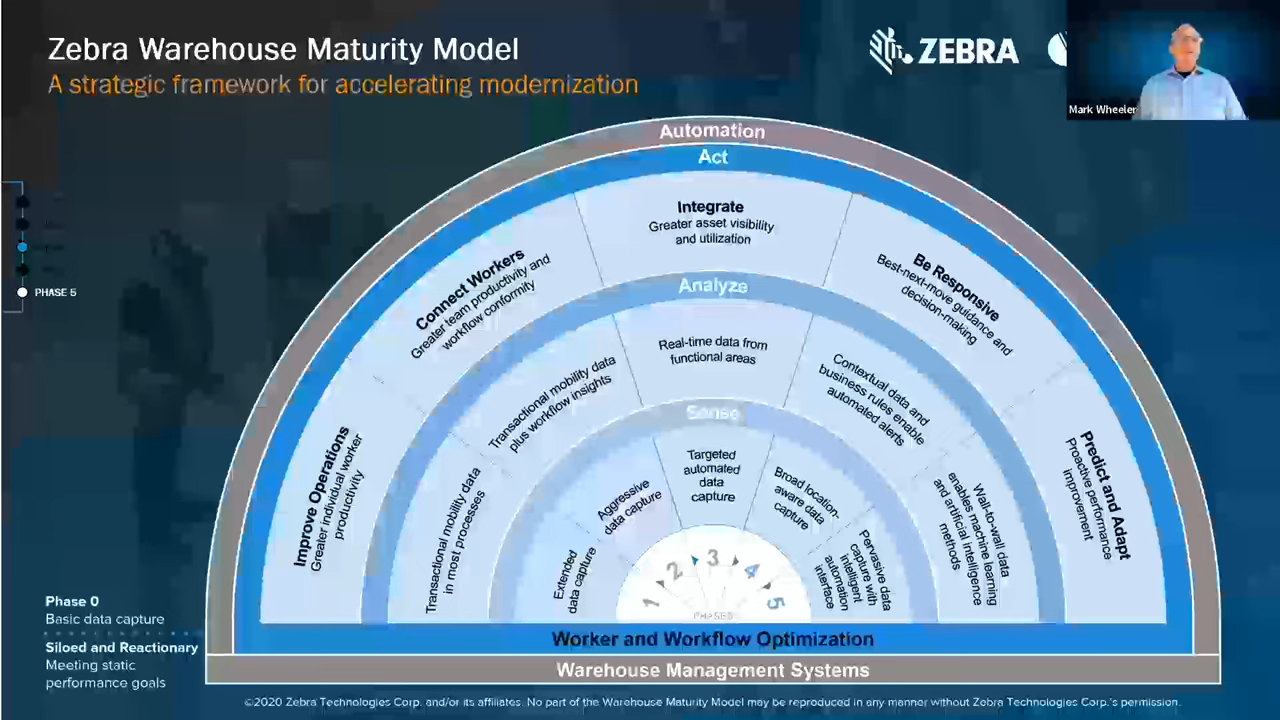 Zebra Warehouse Maturity Model
A strategic framework for accelerating modernization
ZEBRA
Mark Wheeler
PHASE 5
Automation
Act
Improve Operations
Greater individual worker
productivity
Connect Workers
Greater team productivity and
workflow conformity
Integrate
Greater asset visibility
and utilization
Be Responsive
Best-next-move guidance and
decision-making
Predict and Adapt
Proactive performance
improvement
Analyze
Transactional mobility data
in most processes
Transactional mobility data
plus workflow insights
Real-time data from
functional areas
Contextual data and
business rules enable
automated alerts
Wall-to-wall data
enables machine learning
and artificial intelligence
methods
Sense
Extended
data capture
Aggressive
data capture
Targeted
automated
data
capture
Broad location-
aware data
capture
Pervasive data
capture with
intelligent
automation
interface
1
2
3
4
5
PHASES
Phase 0
Basic data capture
Siloed and Reactionary
Meeting static
performance goals
Worker and Workflow Optimization
Warehouse Management Systems
©2020 Zebra Technologies Corp. and/or its affiliates. No part of the Warehouse Maturity Model may be reproduced in any manner without Zebra Technologies Corp.'s permission.